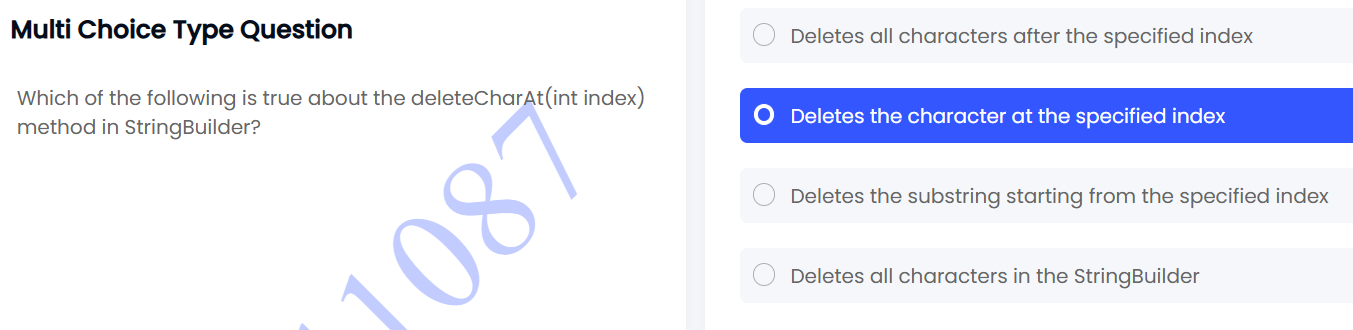 Multi Choice Type Question
Which of the following is true about the deleteCharAt(int index)
method in StringBuilder?
1087
Deletes all characters after the specified index
Deletes the character at the specified index
Deletes the substring starting from the specified index
Deletes all characters in the StringBuilder